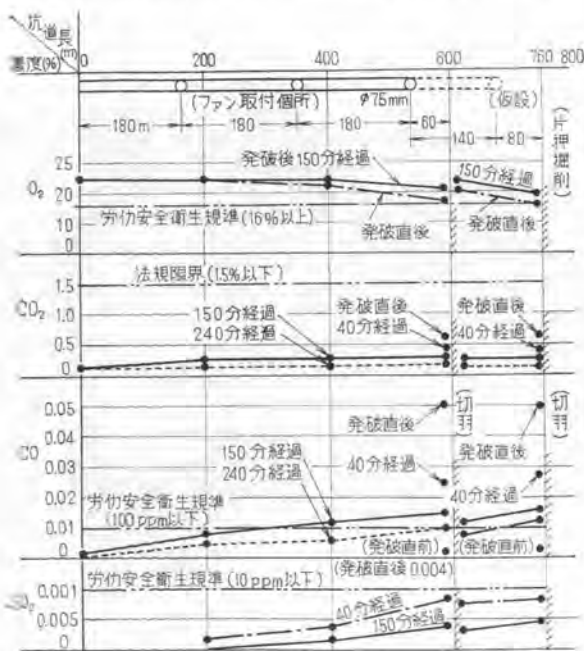 坑道長(m)
濃度(%)
0 200 400 600 760 800
(ファン取付個所) φ75mm (仮設)
180m 180 180 60
140 80
(片押掘削)
O₂
25
20
10
0
発破後150分経過
150分経過
労仂安全衛生規準(16%以上)
発破直後
発破直後
CO₂
法規限界(1.5%以下)
1.5
1.0
0.5
0
150分経過
240分経過
発破直後
40分経過
発破直後
40分経過
CO
0.05
0.04
0.03
0.02
0.01
0
発破直後
(切羽)
発破直後
(切羽)
150分経過
240分経過
40分経過
40分経過
労仂安全衛生規準
(100ppm以下)
(発破直前)
(発破直前)
(発破直後0.004)
労仂安全衛生規準(10ppm以下)
0.001
0.005
0
40分経過
150分経過